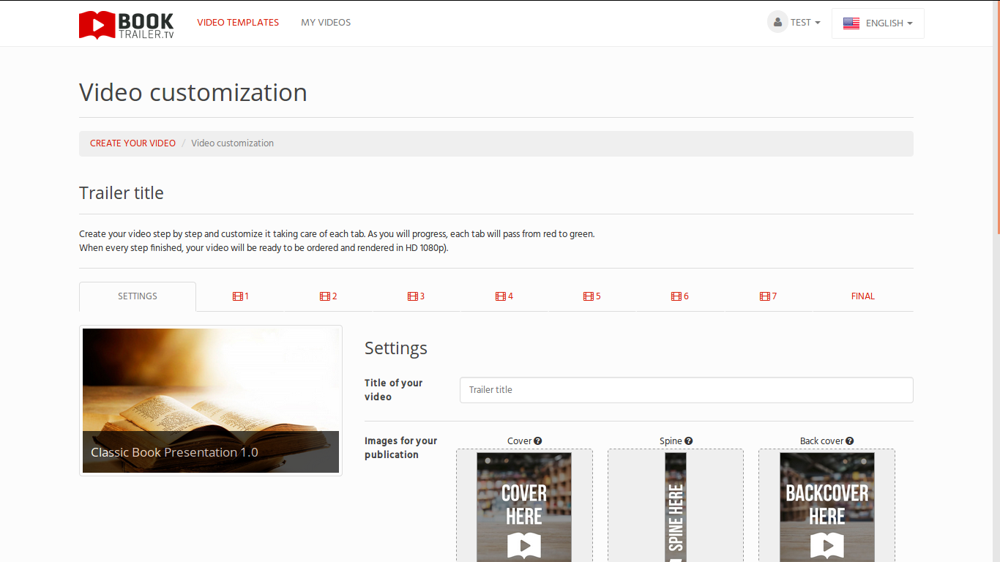 BOOK
TRAILER.TV
VIDEO TEMPLATES
MY VIDEOS
TEST
ENGLISH
Video customization
CREATE YOUR VIDEO / Video customization
Trailer title
Create your video step by step and customize it taking care of each tab. As you will progress, each tab will pass from red to green.
When every step finished, your video will be ready to be ordered and rendered in HD 1080p).
SETTINGS
1
2
3
4
5
6
7
FINAL
Classic Book Presentation 1.0
Settings
Title of your
video
Trailer title
Images for your
publication
Cover
Spine
Back cover
COVER
HERE
SPINE HERE
BACKCOVER
HERE